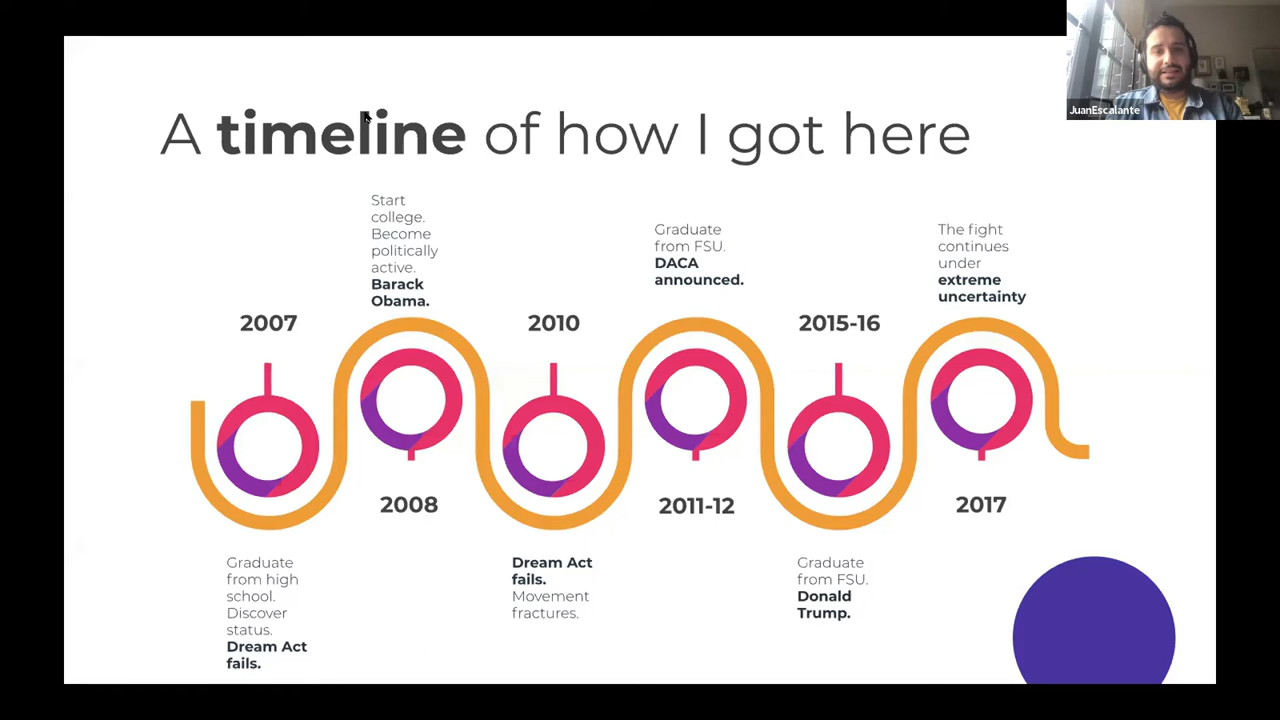 JuanEscalante
A timeline of how I got here
Start
college.
Become
politically
active.
Barack
Obama.
Graduate
from FSU.
DACA
announced.
The fight
continues
under
extreme
uncertainty
2007
2010
2015-16
2008
2011-12
2017
Graduate
from high
school.
Discover
status.
Dream Act
fails.
Dream Act
fails.
Movement
fractures.
Graduate
from FSU.
Donald
Trump.